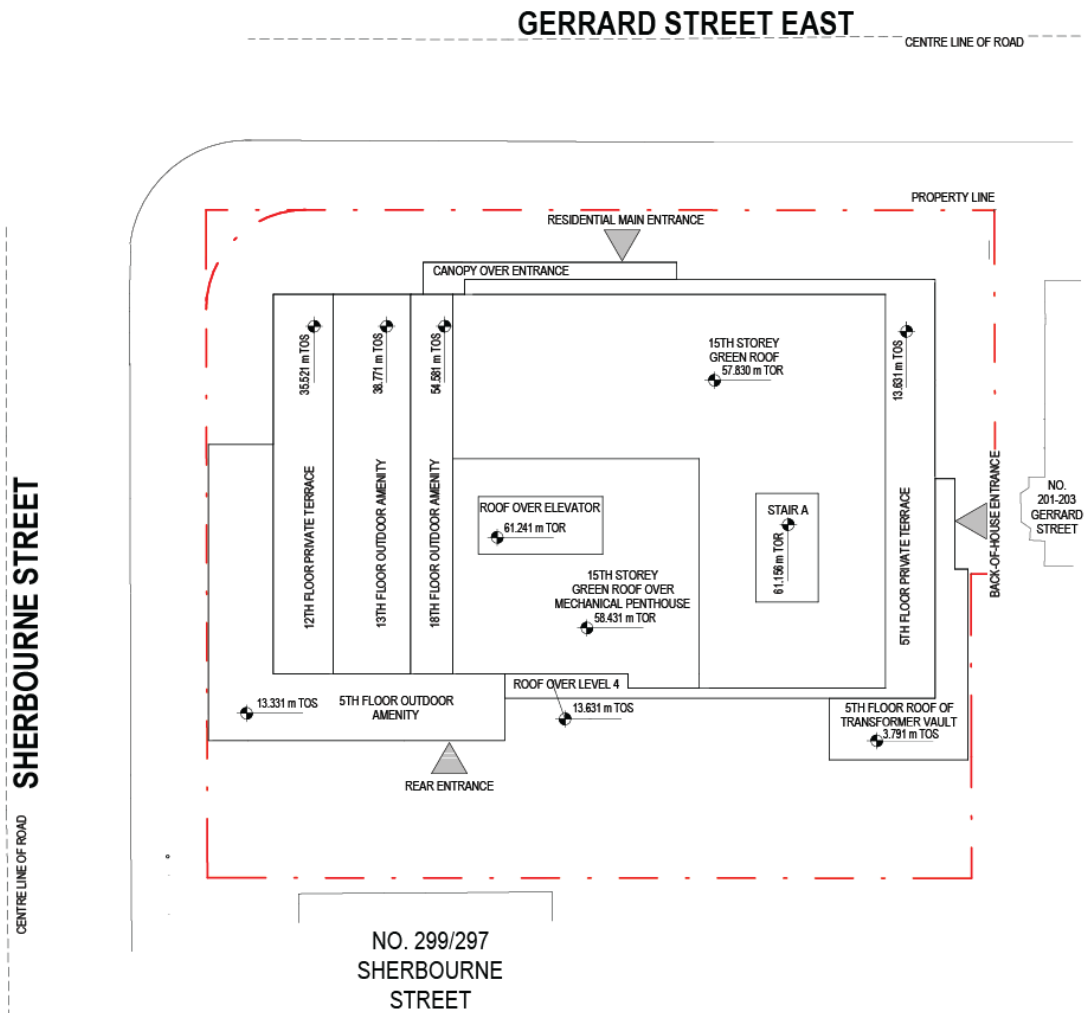 GERRARD STREET EAST
CENTRE LINE OF ROAD
PROPERTY LINE
RESIDENTIAL MAIN ENTRANCE
CANOPY OVER ENTRANCE
35.521 m TOS
38.771 m TOS
54.581 m TOS
15TH STOREY
GREEN ROOF
57.830 m TOR
13.631 m TOS
12TH FLOOR PRIVATE TERRACE
13TH FLOOR OUTDOOR AMENITY
18TH FLOOR OUTDOOR AMENITY
ROOF OVER ELEVATOR
61.241 m TOR
STAIR A
61.156 m TOR
5TH FLOOR PRIVATE TERRACE
BACK-OF-HOUSE ENTRANCE
NO.
201-203
GERRARD
STREET
15TH STOREY
GREEN ROOF OVER
MECHANICAL PENTHOUSE
58.431 m TOR
ROOF OVER LEVEL 4
13.631 m TOS
13.331 m TOS
5TH FLOOR OUTDOOR
AMENITY
5TH FLOOR ROOF OF
TRANSFORMER VAULT
3.791 m TOS
REAR ENTRANCE
SHERBOURNE STREET
CENTRE LINE OF ROAD
NO. 299/297
SHERBOURNE
STREET